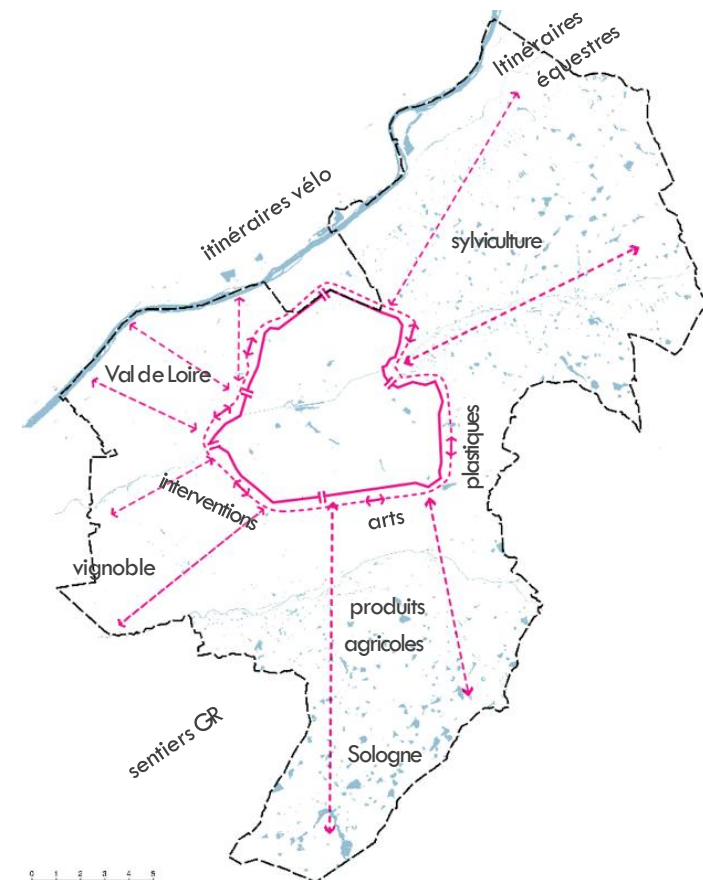 Itinéraires
équestres
itinéraires vélo
sylviculture
Val de Loire
plastiques
interventions
arts
vignoble
produits
agricoles
sentiers GR
Sologne
0 1 2 3 4 5